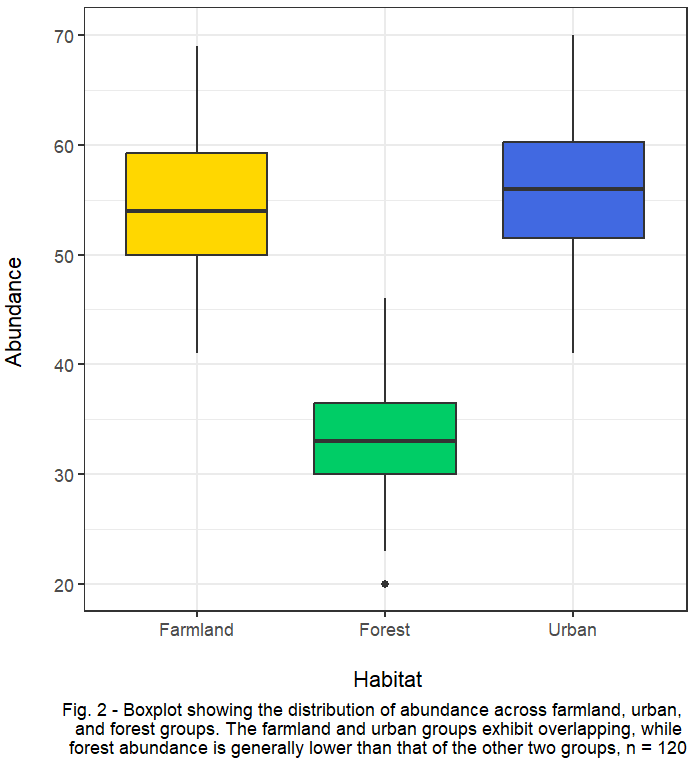 70
60
50
40
30
20
Abundance
Farmland Forest Urban
Habitat
Fig. 2 - Boxplot showing the distribution of abundance across farmland, urban,
and forest groups. The farmland and urban groups exhibit overlapping, while
forest abundance is generally lower than that of the other two groups, n = 120